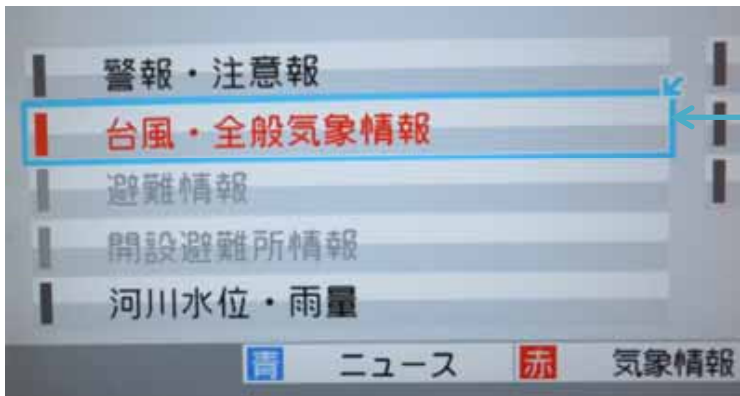 警報・注意報
台風・全般気象情報
避難情報
開設避難所情報
河川水位・雨量
青 ニュース 赤 気象情報